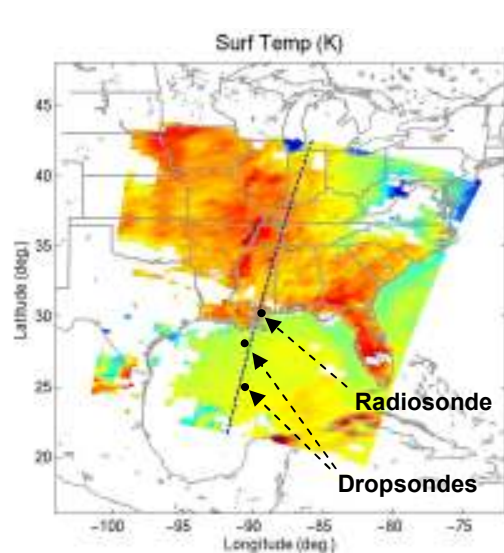 Surf Temp (K)
45
40
35
30
25
20
Latitude (deg.)
Radiosonde
Dropsondes
−100 −95 −90 −85 −80 −75
Longitude (deg.)